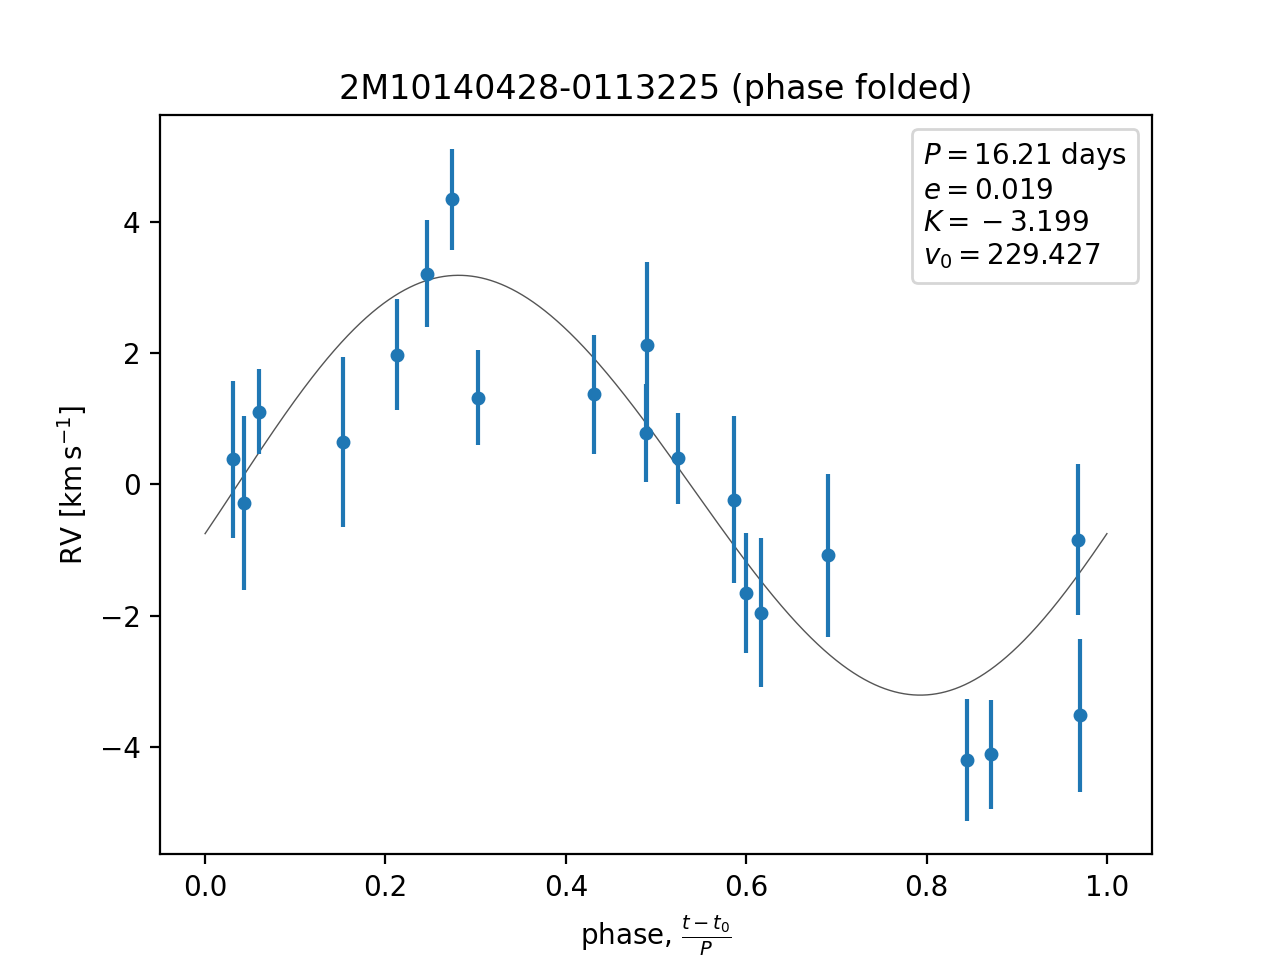 2M10140428-0113225 (phase folded)
P = 16.21 days
e = 0.019
K = −3.199
v₀ = 229.427
RV [km s⁻¹]
4
2
0
−2
−4
0.0 0.2 0.4 0.6 0.8 1.0
phase, (t − t₀)/P